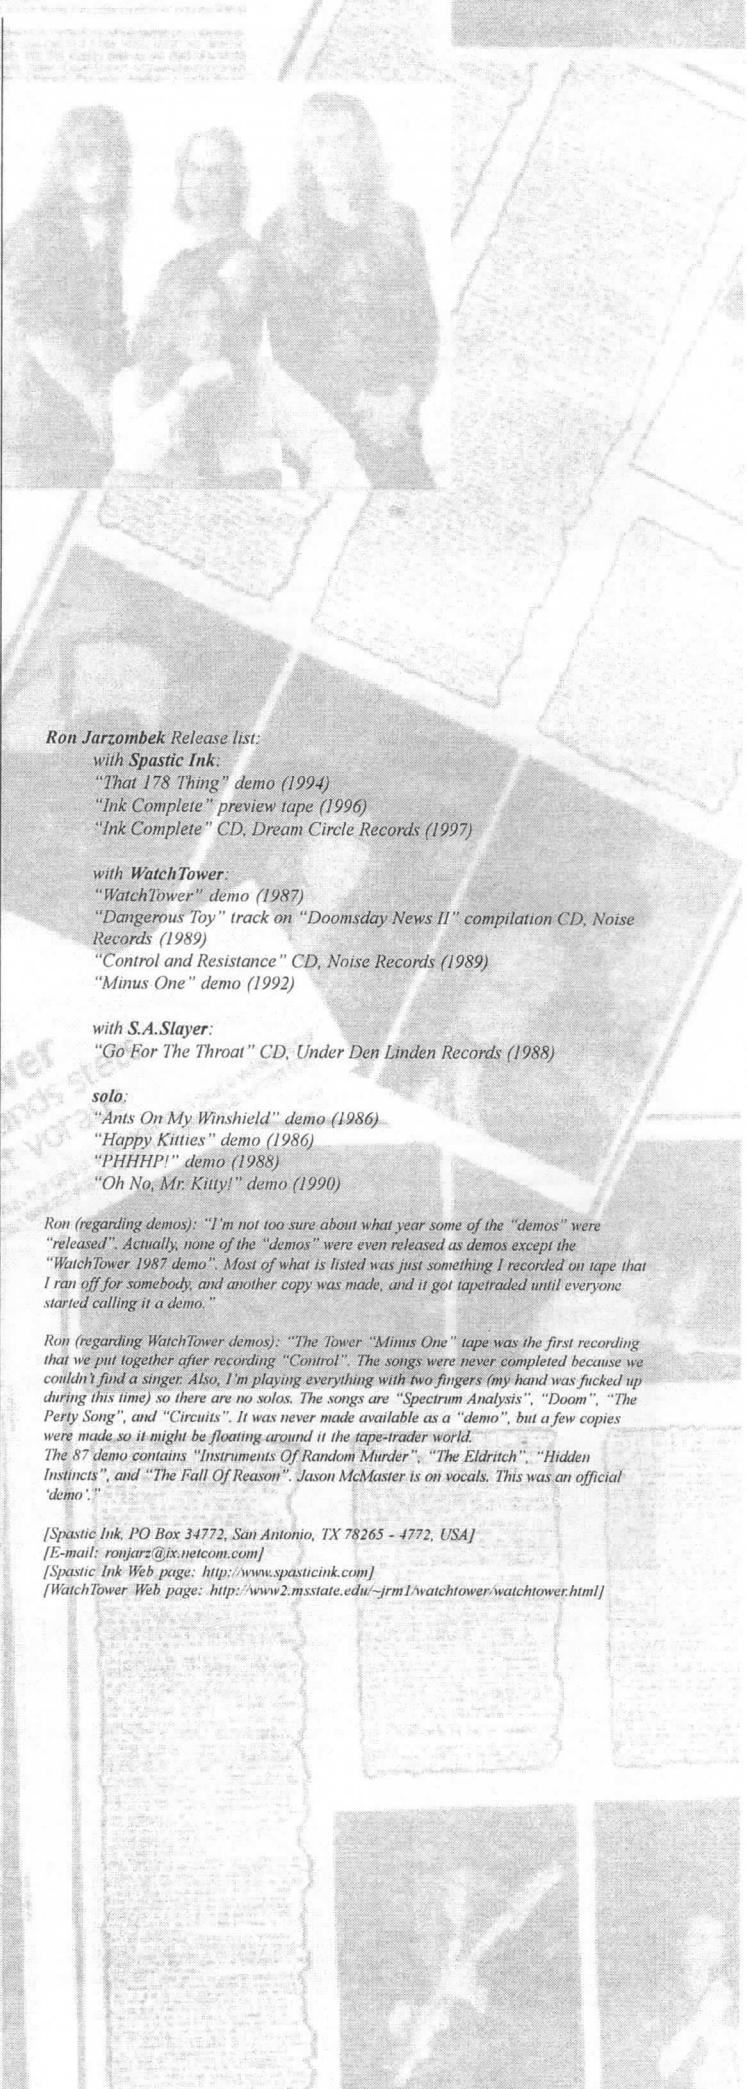 Ron Jarzombek Release list:
with Spastic Ink:
“That 178 Thing” demo (1994)
“Ink Complete” preview tape (1996)
“Ink Complete” CD, Dream Circle Records (1997)
with WatchTower:
“WatchTower” demo (1987)
“Dangerous Toy” track on “Doomsday News II” compilation CD, Noise
Records (1989)
“Control and Resistance” CD, Noise Records (1989)
“Minus One” demo (1992)
with S.A.Slayer:
“Go For The Throat” CD, Under Den Linden Records (1988)
solo:
“Ants On My Winshield” demo (1986)
“Happy Kitties” demo (1986)
“PHHHP!” demo (1988)
“Oh No, Mr. Kitty!” demo (1990)
Ron (regarding demos): “I’m not too sure about what year some of the “demos” were
“released”. Actually, none of the “demos” were even released as demos except the
“WatchTower 1987 demo”. Most of what is listed was just something I recorded on tape that
I ran off for somebody, and another copy was made, and it got tapetraded until everyone
started calling it a demo.”
Ron (regarding WatchTower demos): “The Tower “Minus One” tape was the first recording
that we put together after recording “Control”. The songs were never completed because we
couldn’t find a singer. Also, I’m playing everything with two fingers (my hand was fucked up
during this time) so there are no solos. The songs are “Spectrum Analysis”, “Doom”, “The
Perty Song”, and “Circuits”. It was never made available as a “demo”, but a few copies
were made so it might be floating around it the tape-trader world.
The 87 demo contains “Instruments Of Random Murder”, “The Eldritch”, “Hidden
Instincts”, and “The Fall Of Reason”. Jason McMaster is on vocals. This was an official
‘demo’.”
[Spastic Ink, PO Box 34772, San Antonio, TX 78265 - 4772, USA]
[E-mail: ronjarz@ix.netcom.com]
[Spastic Ink Web page: http://www.spasticink.com]
[WatchTower Web page: http://www2.msstate.edu/~jrm1/watchtower/watchtower.html]